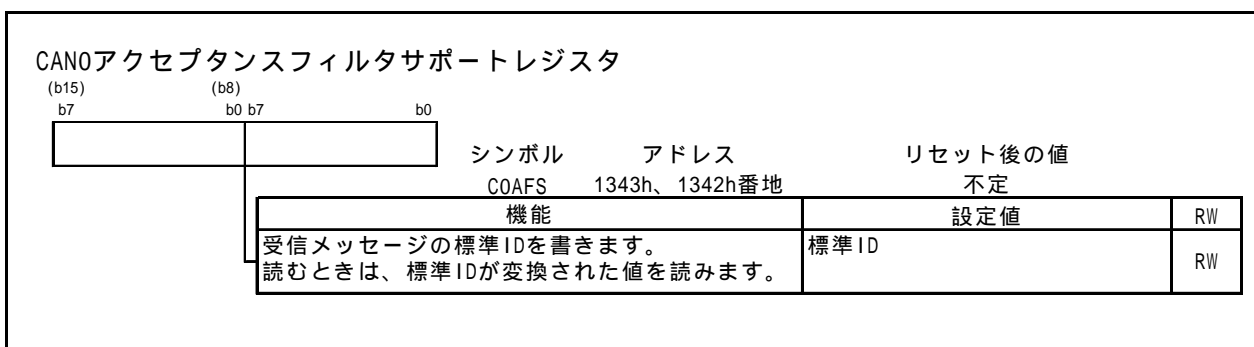 CAN0アクセプタンスフィルタサポートレジスタ
(b15) (b8)
b7 b0 b7 b0
シンボル アドレス リセット後の値
C0AFS 1343h、1342h番地 不定
機能 設定値 RW
受信メッセージの標準IDを書きます。 標準ID RW
読むときは、標準IDが変換された値を読みます。